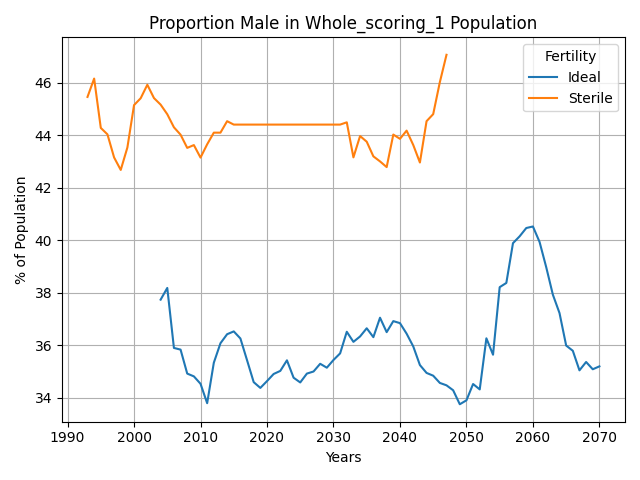 Proportion Male in Whole_scoring_1 Population
Fertility
Ideal
Sterile
% of Population
46
44
42
40
38
36
34
1990
2000
2010
2020
2030
2040
2050
2060
2070
Years